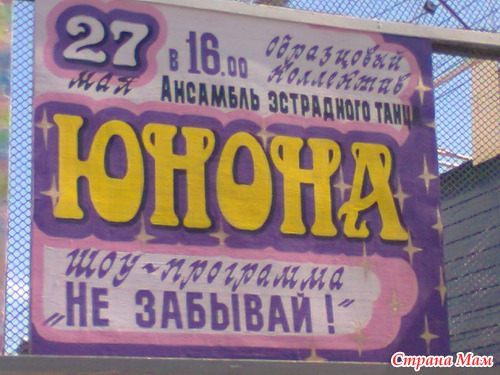 27 мая
в 16.00
Образцовый
коллектив
Ансамбль эстрадного танца
ЮНОНА
шоу~программа
„НЕ ЗАБЫВАЙ!“
Страна Мам